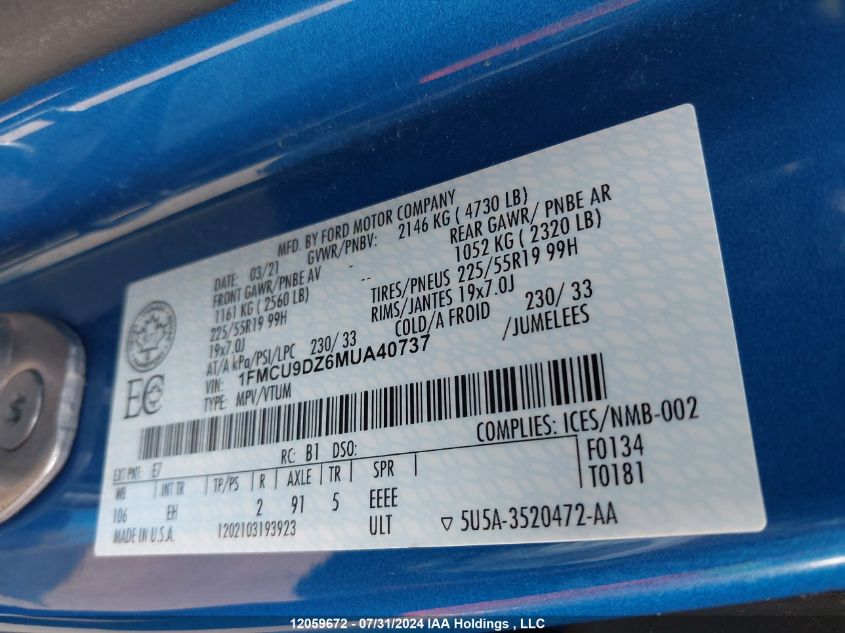 MFD. BY FORD MOTOR COMPANY
DATE: 03/21 GVWR/PNBV: 2146 KG ( 4730 LB)
FRONT GAWR/PNBE AV - REAR GAWR/ PNBE AR
1161 KG ( 2560 LB) -- 1052 KG ( 2320 LB)
225/55R19 99H TIRES/PNEUS 225/55R19 99H
19x7.0J RIMS/JANTES 19x7.0J
AT/A kPa/PSI/LPC 230/ 33 COLD/A FROID 230/ 33
VIN: 1FMCU9DZ6MUA40737 /JUMELEES
TYPE: MPV/VTUM
EC
COMPLIES: ICES/NMB-002
EXT PNT: E7 RC: B1 DSO: F0134
WB INT TR TP/PS R AXLE TR SPR T0181
106 EH 2 91 5 EEEE
MADE IN U.S.A. 1202103193923 ULT ▽ 5U5A-3520472-AA
12059672 - 07/31/2024 IAA Holdings , LLC